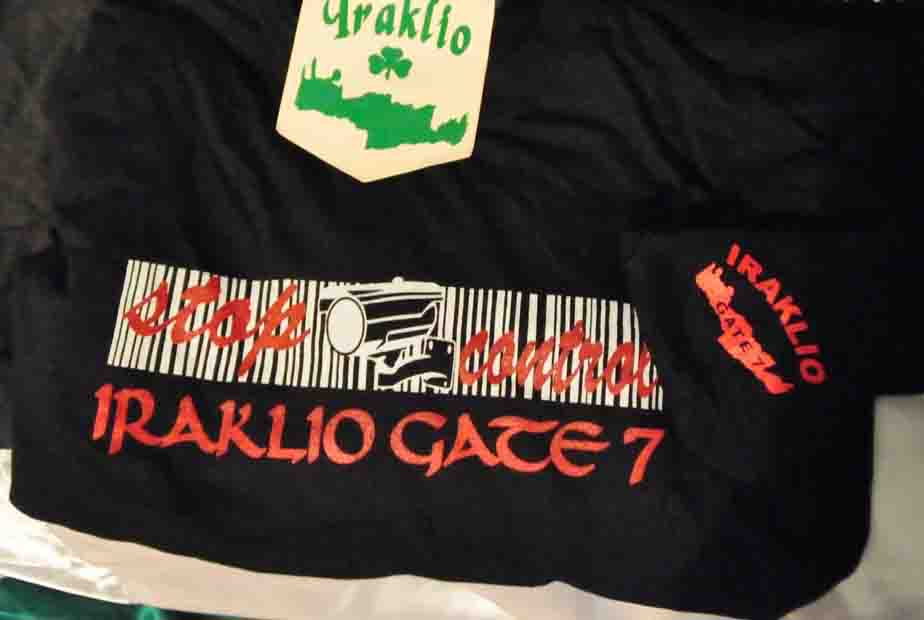 Iraklio
stop control
IRAKLIO GATE 7
IRAKLIO
GATE 7